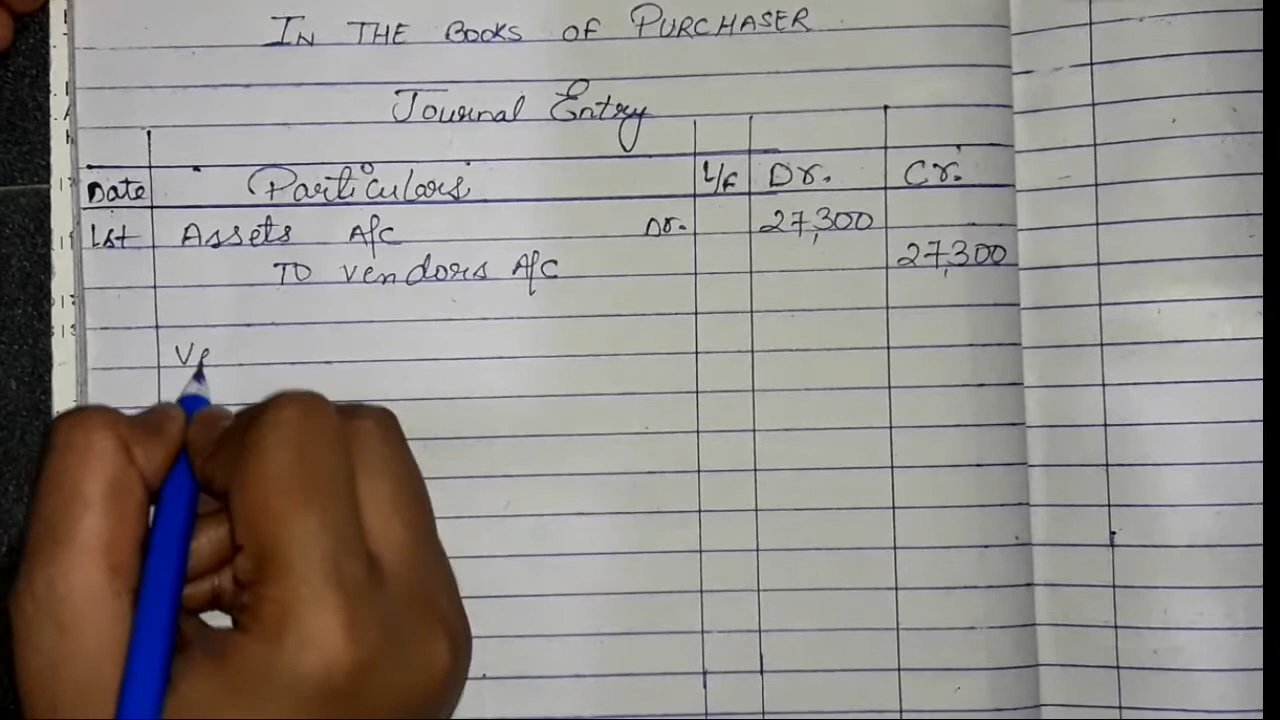 IN THE BOOKS OF PURCHASER
Journal Entry
Date Particulars L/F Dr. Cr.
1st Assets A/C Dr. 27,300
TO vendors A/C 27,300
Ve